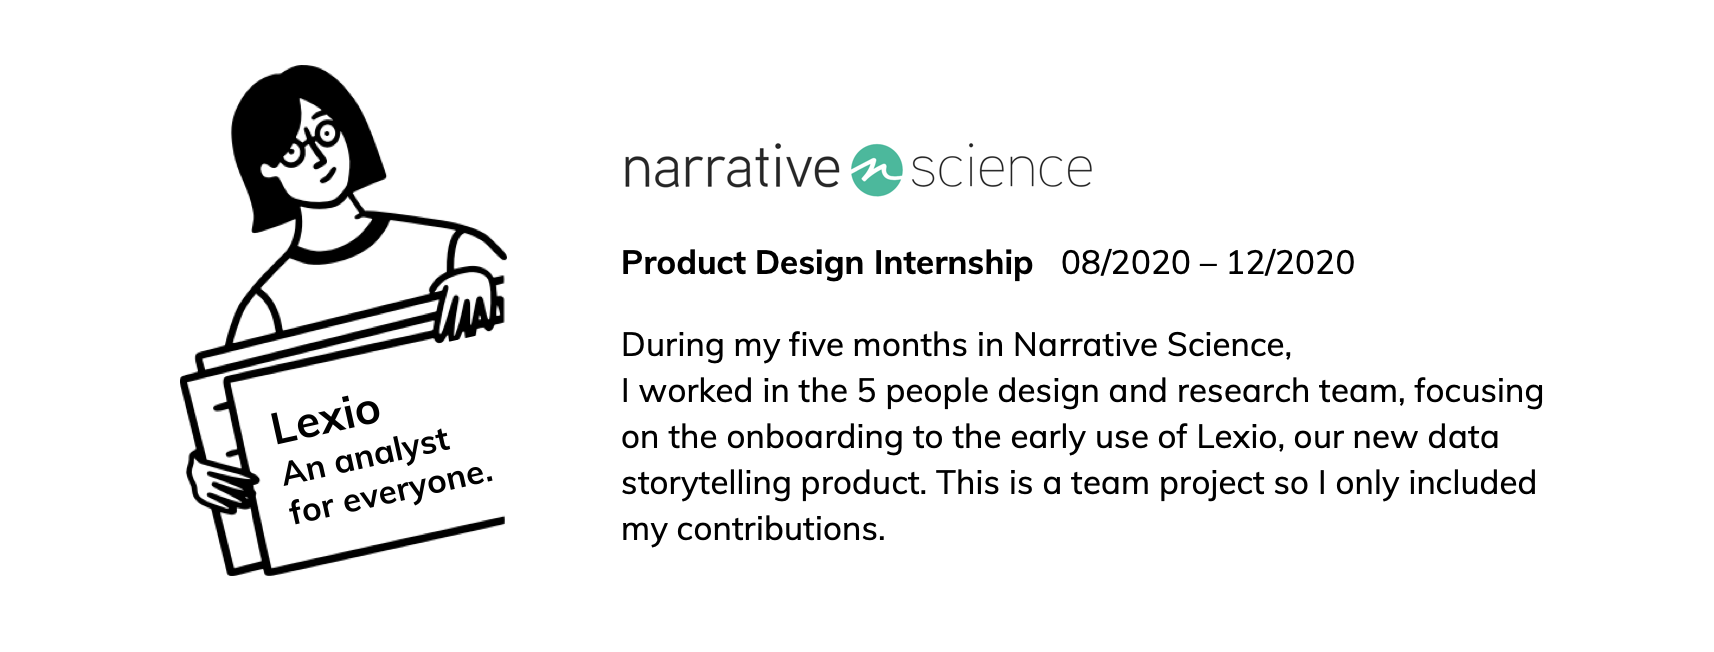 Lexio
An analyst
for everyone.
narrative n science
Product Design Internship 08/2020 – 12/2020
During my five months in Narrative Science,
I worked in the 5 people design and research team, focusing
on the onboarding to the early use of Lexio, our new data
storytelling product. This is a team project so I only included
my contributions.